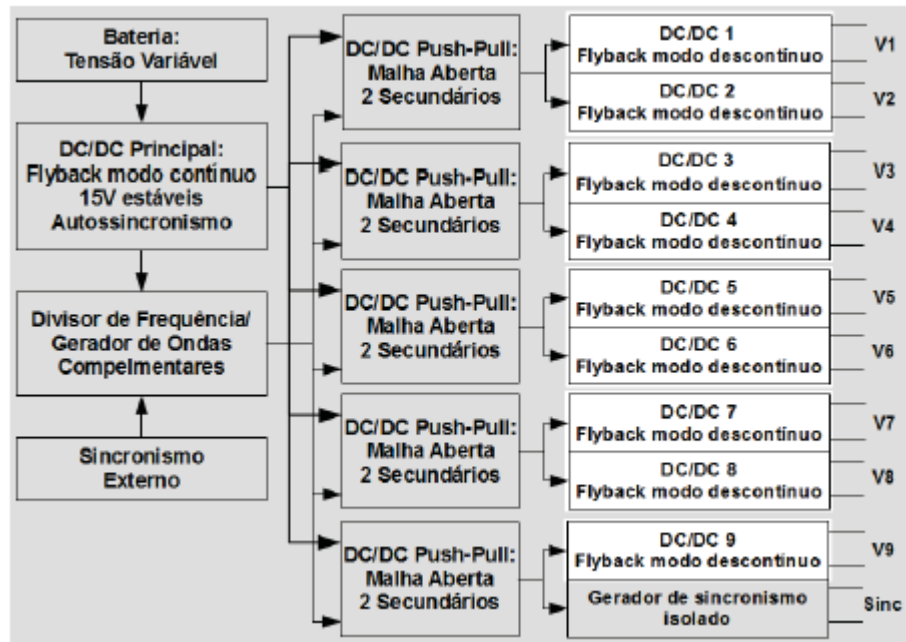 Bateria:
Tensão Variável
DC/DC Principal:
Flyback modo contínuo
15V estáveis
Autossincronismo
Divisor de Frequência/
Gerador de Ondas
Compelmentares
Sincronismo
Externo
DC/DC Push-Pull:
Malha Aberta
2 Secundários
DC/DC Push-Pull:
Malha Aberta
2 Secundários
DC/DC Push-Pull:
Malha Aberta
2 Secundários
DC/DC Push-Pull:
Malha Aberta
2 Secundários
DC/DC Push-Pull:
Malha Aberta
2 Secundários
DC/DC 1
Flyback modo descontínuo
V1
DC/DC 2
Flyback modo descontínuo
V2
DC/DC 3
Flyback modo descontínuo
V3
DC/DC 4
Flyback modo descontínuo
V4
DC/DC 5
Flyback modo descontínuo
V5
DC/DC 6
Flyback modo descontínuo
V6
DC/DC 7
Flyback modo descontínuo
V7
DC/DC 8
Flyback modo descontínuo
V8
DC/DC 9
Flyback modo descontínuo
V9
Gerador de sincronismo
isolado
Sinc